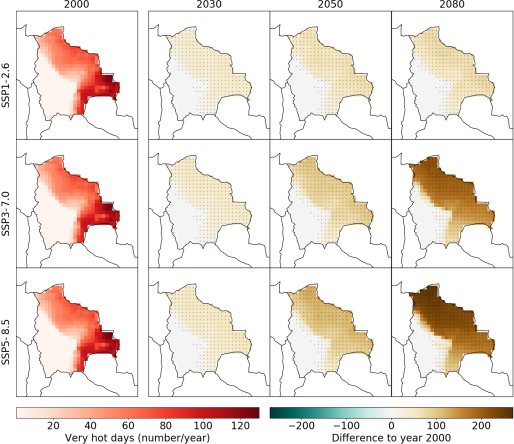 2000 2030 2050 2080
SSP1-2.6
SSP3-7.0
SSP5-8.5
20 40 60 80 100 120
Very hot days (number/year)
−200 −100 0 100 200
Difference to year 2000